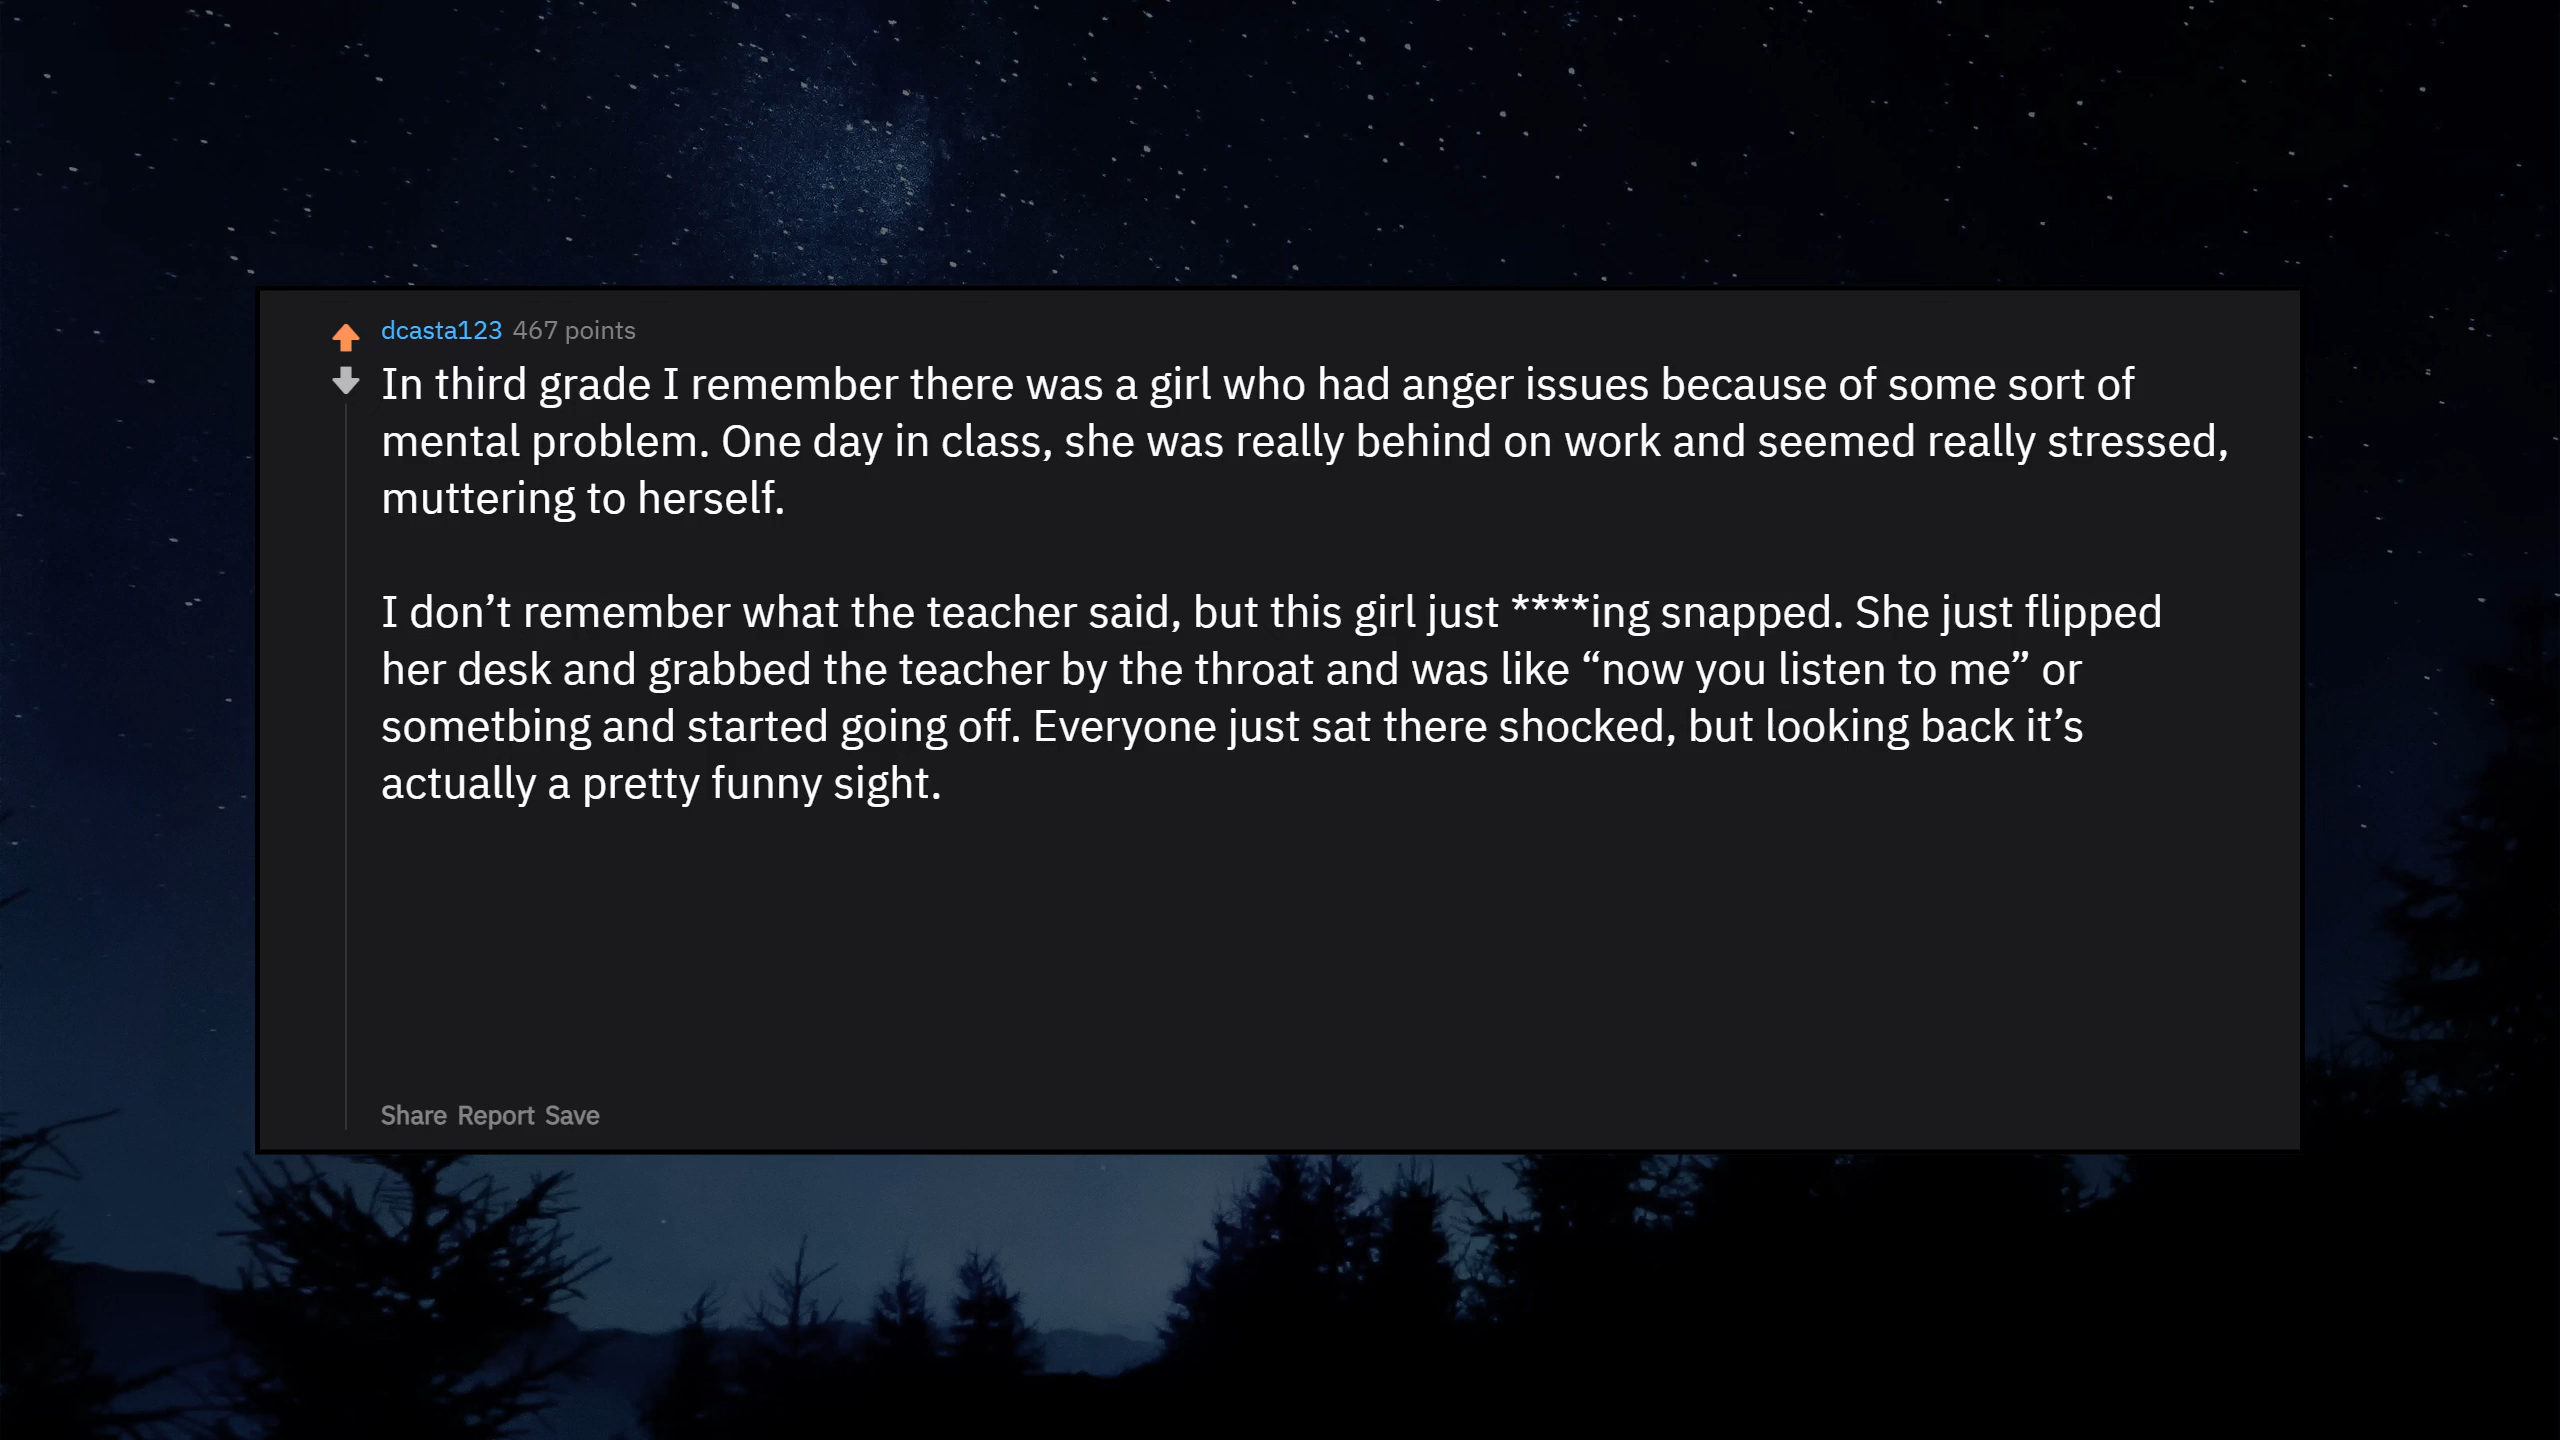 dcasta123 467 points
In third grade I remember there was a girl who had anger issues because of some sort of
mental problem. One day in class, she was really behind on work and seemed really stressed,
muttering to herself.
I don’t remember what the teacher said, but this girl just ****ing snapped. She just flipped
her desk and grabbed the teacher by the throat and was like “now you listen to me” or
sometbing and started going off. Everyone just sat there shocked, but looking back it’s
actually a pretty funny sight.
Share Report Save